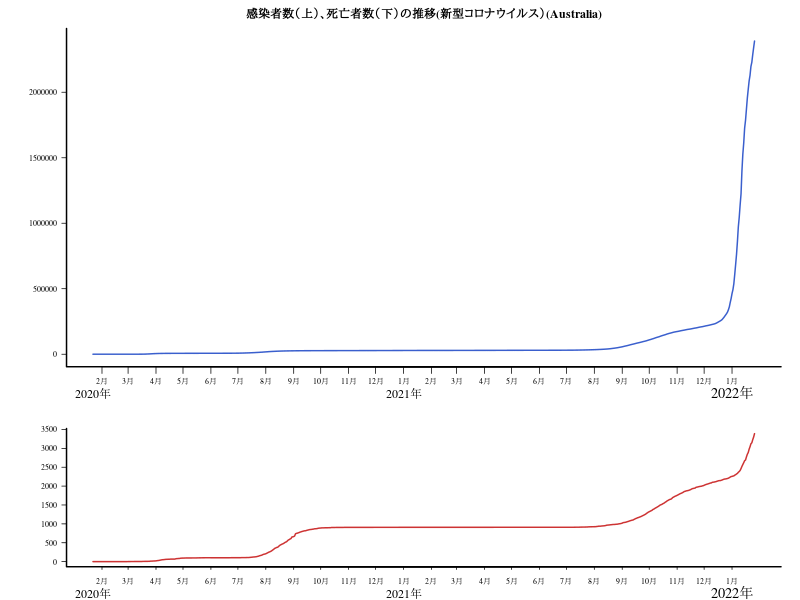 感染者数（上）、死亡者数（下）の推移(新型コロナウイルス）(Australia)
2000000
1500000
1000000
500000
0
2月 3月 4月 5月 6月 7月 8月 9月 10月 11月 12月 1月 2月 3月 4月 5月 6月 7月 8月 9月 10月 11月 12月 1月
2020年 2021年 2022年
3500
3000
2500
2000
1500
1000
500
0
2月 3月 4月 5月 6月 7月 8月 9月 10月 11月 12月 1月 2月 3月 4月 5月 6月 7月 8月 9月 10月 11月 12月 1月
2020年 2021年 2022年